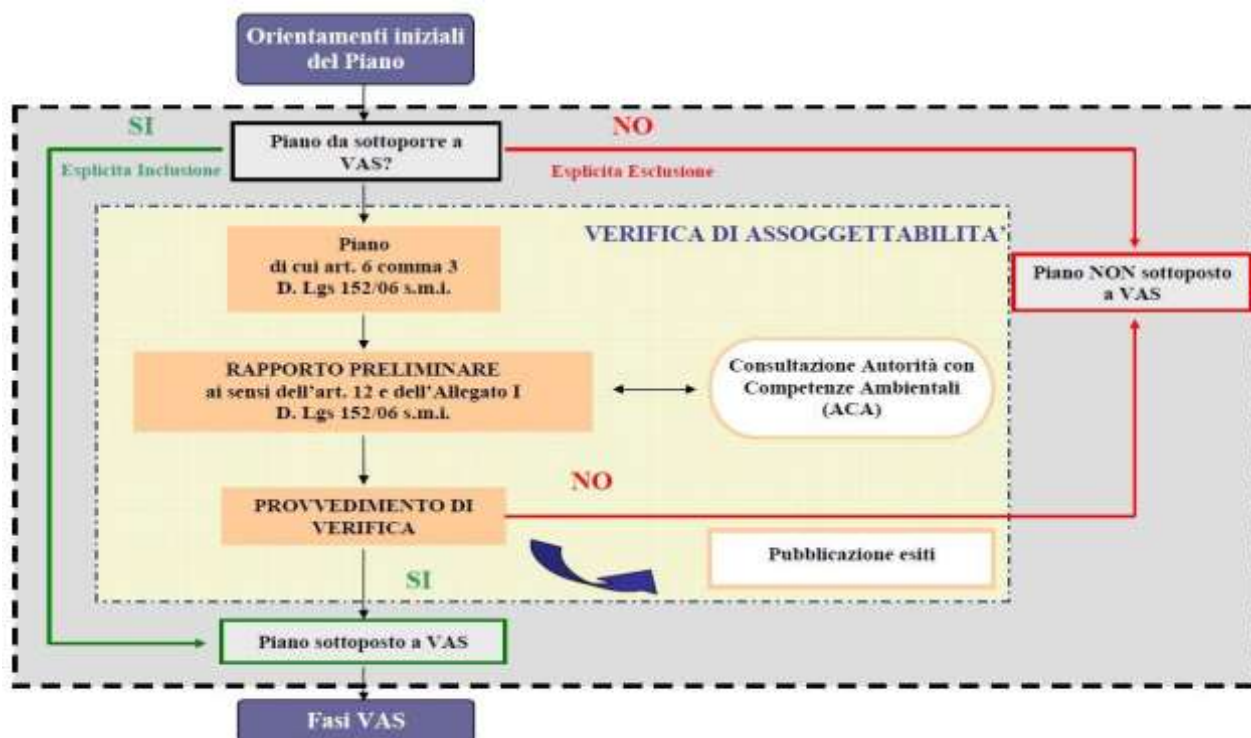 Orientamenti iniziali
del Piano
SI
NO
Piano da sottoporre a
VAS?
Esplicita Inclusione
Esplicita Esclusione
VERIFICA DI ASSOGGETTABILITA'
Piano
di cui art. 6 comma 3
D. Lgs 152/06 s.m.i.
Piano NON sottoposto
a VAS
RAPPORTO PRELIMINARE
ai sensi dell'art. 12 e dell'Allegato I
D. Lgs 152/06 s.m.i.
Consultazione Autorità con
Competenze Ambientali
(ACA)
NO
PROVVEDIMENTO DI
VERIFICA
Pubblicazione esiti
SI
Piano sottoposto a VAS
Fasi VAS